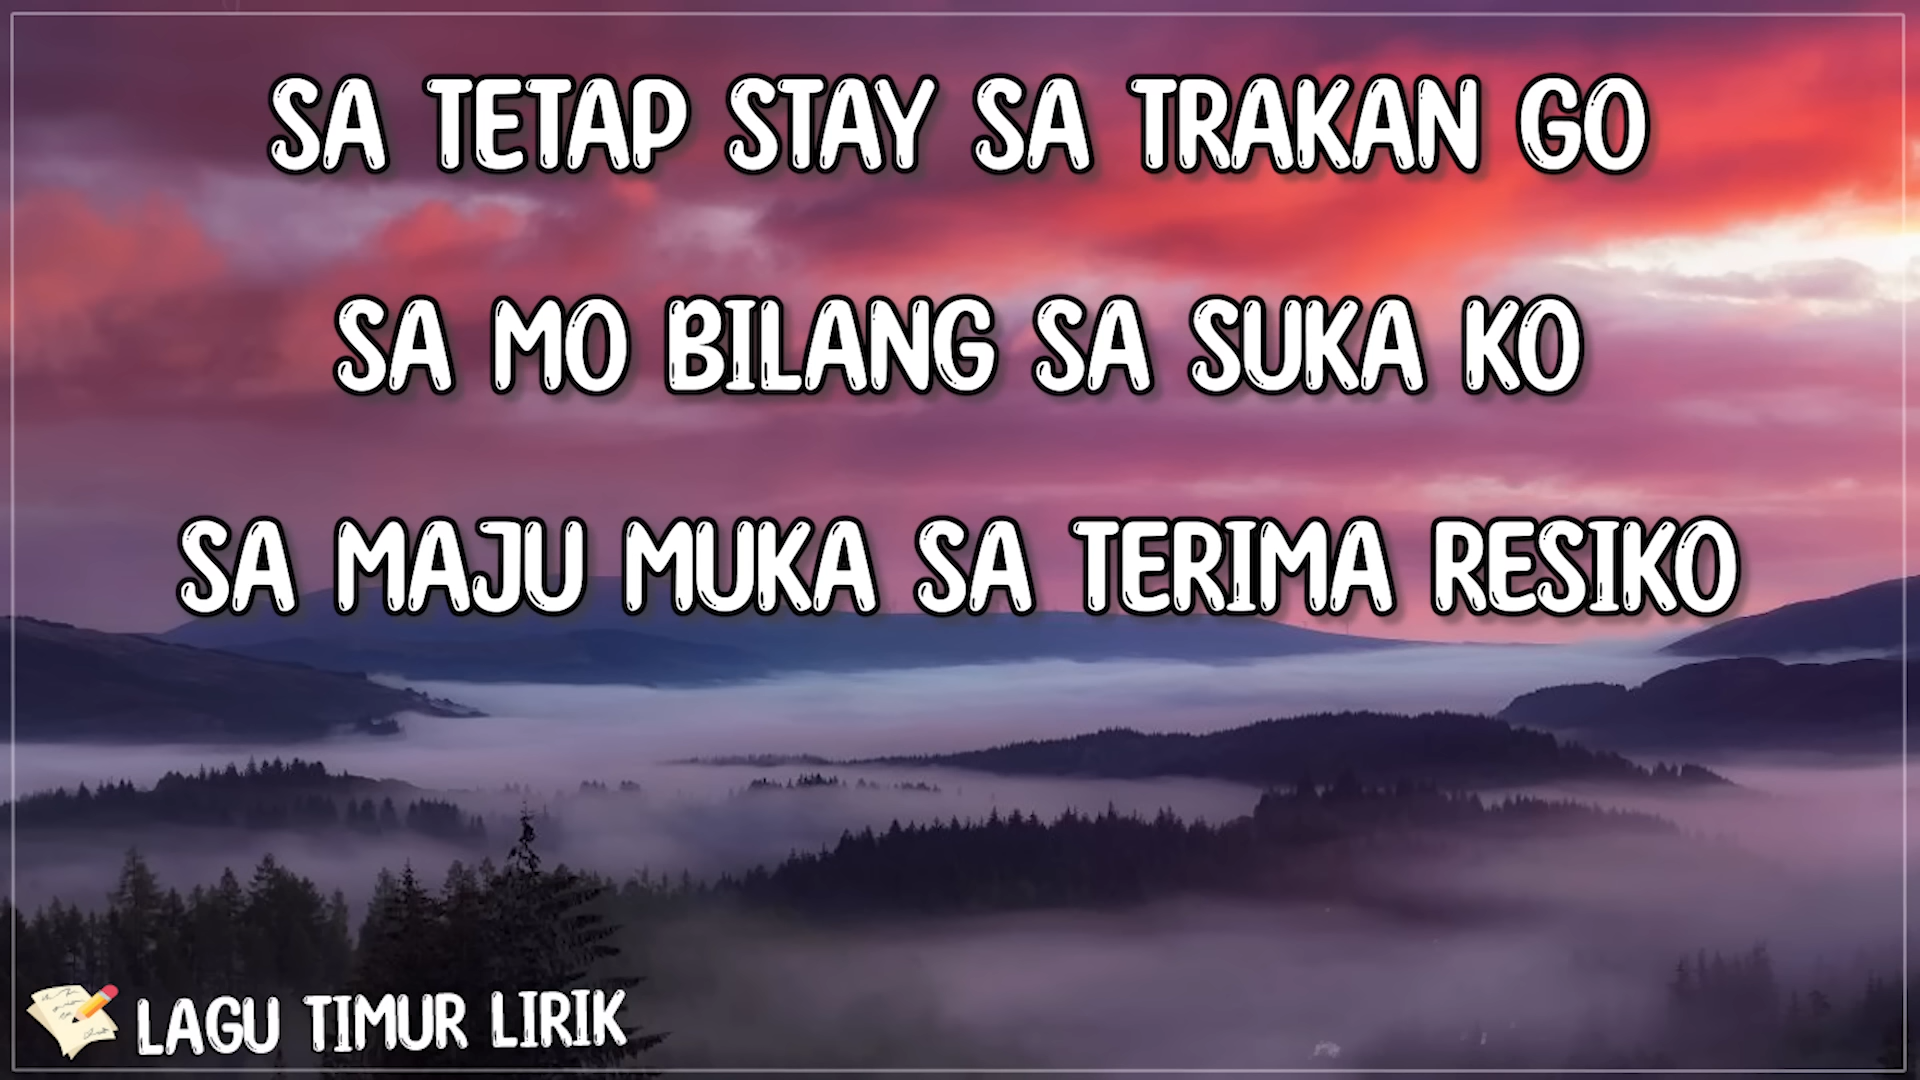 SA TETAP STAY SA TRAKAN GO
SA MO BILANG SA SUKA KO
SA MAJU MUKA SA TERIMA RESIKO
LAGU TIMUR LIRIK